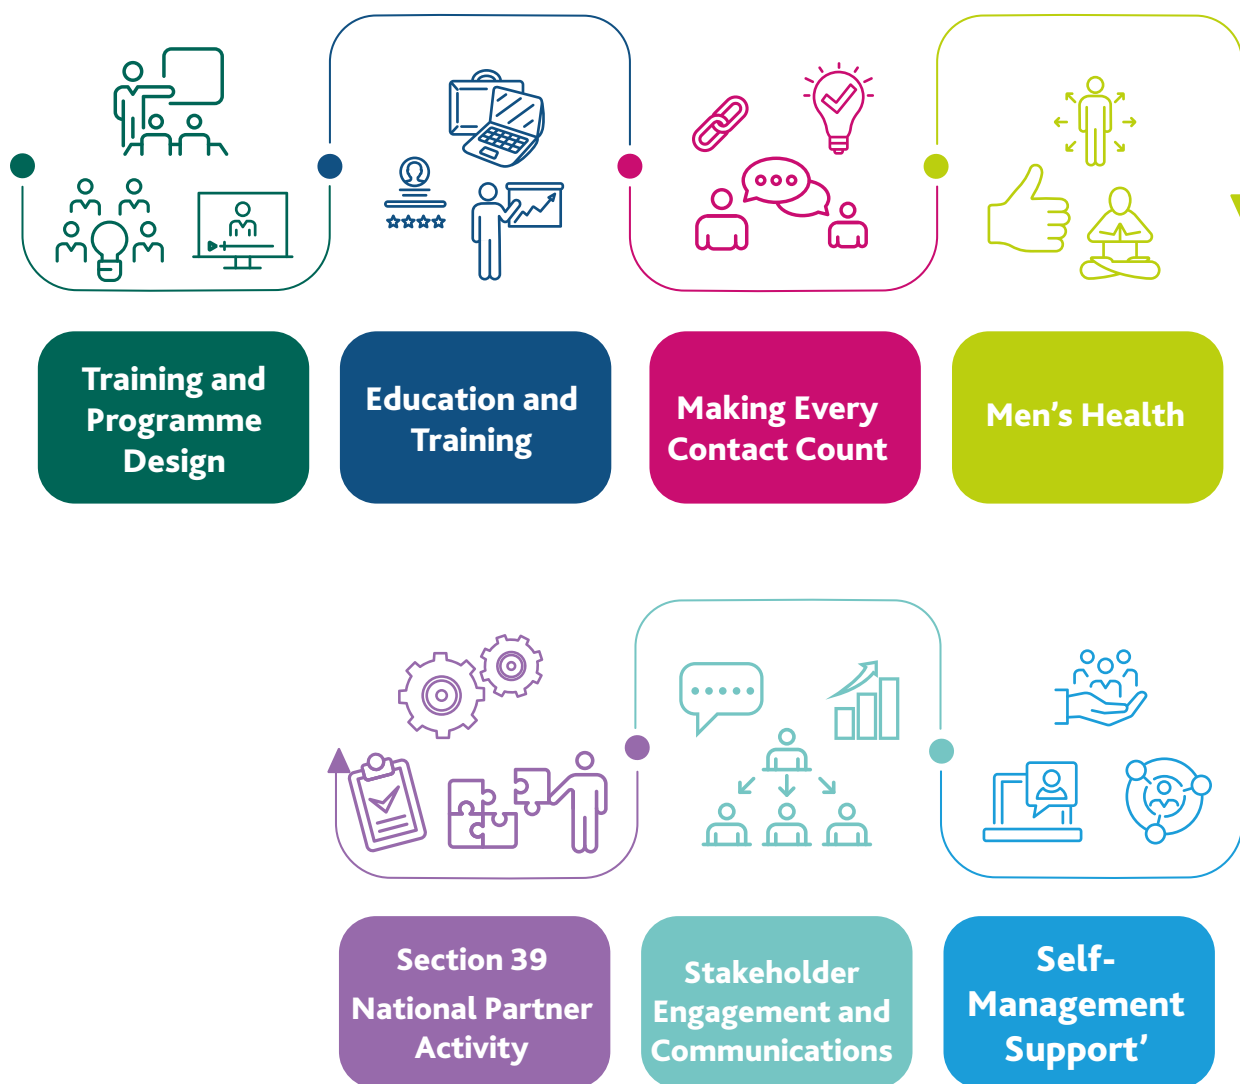 Training and
Programme
Design
Education and
Training
Making Every
Contact Count
Men’s Health
Section 39
National Partner
Activity
Stakeholder
Engagement and
Communications
Self-
Management
Support’